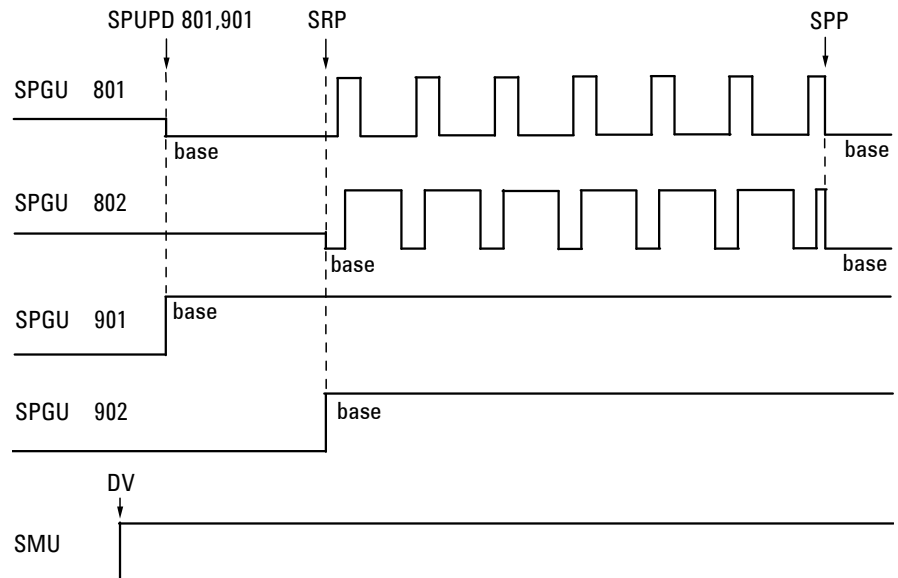 SPUPD 801,901 SRP SPP
SPGU 801
base base
SPGU 802
base base
SPGU 901 base
SPGU 902 base
DV
SMU